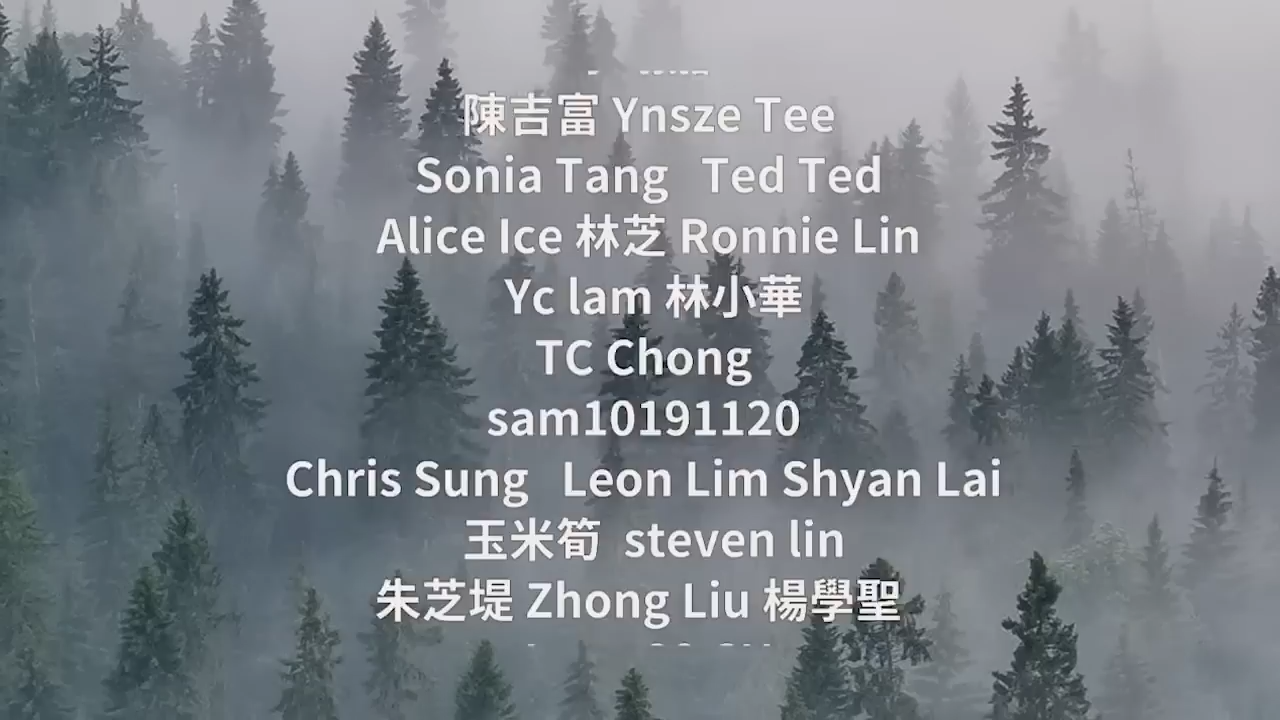 陳吉富 Ynsze Tee
Sonia Tang Ted Ted
Alice Ice 林芝 Ronnie Lin
Yc lam 林小華
TC Chong
sam10191120
Chris Sung Leon Lim Shyan Lai
玉米筍 steven lin
朱芝堤 Zhong Liu 楊學聖